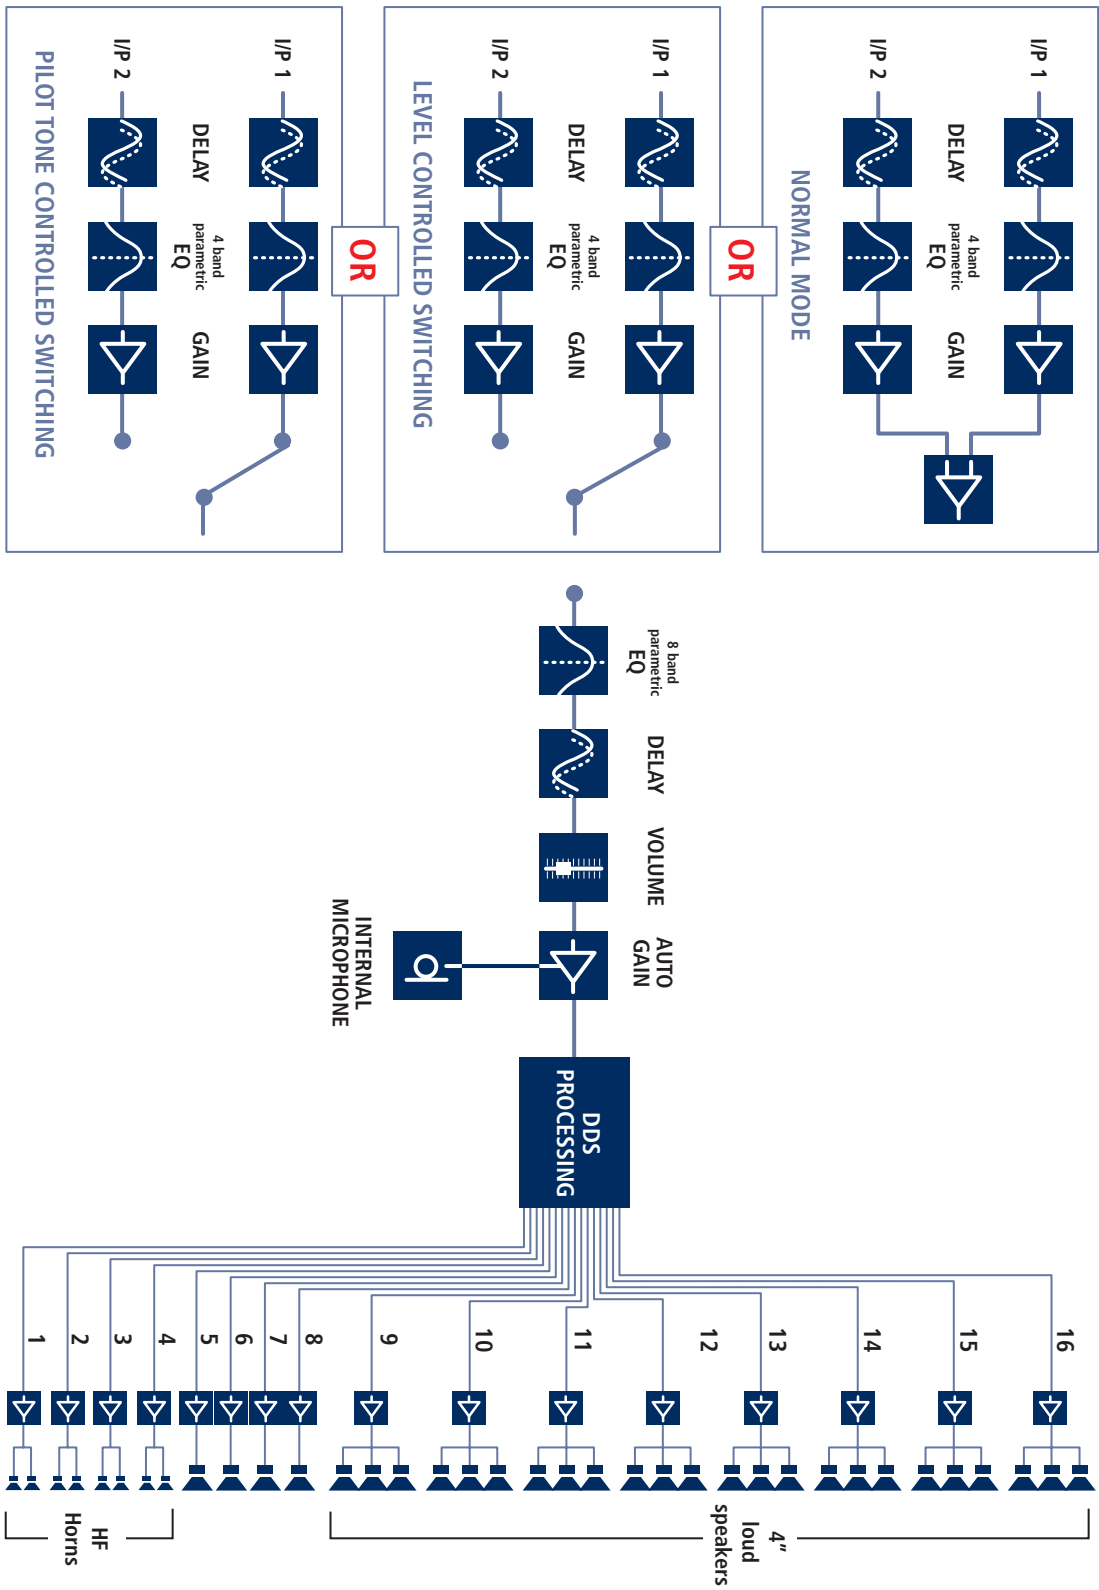 NORMAL MODE
I/P 1
I/P 2
DELAY
4 band
parametric
EQ
GAIN
OR
LEVEL CONTROLLED SWITCHING
I/P 1
I/P 2
DELAY
4 band
parametric
EQ
GAIN
OR
PILOT TONE CONTROLLED SWITCHING
I/P 1
I/P 2
DELAY
4 band
parametric
EQ
GAIN
8 band
parametric
EQ
DELAY
VOLUME
AUTO
GAIN
INTERNAL
MICROPHONE
DDS
PROCESSING
16
15
14
13
12
11
10
9
8
7
6
5
4
3
2
1
4"
loud
speakers
HF
Horns